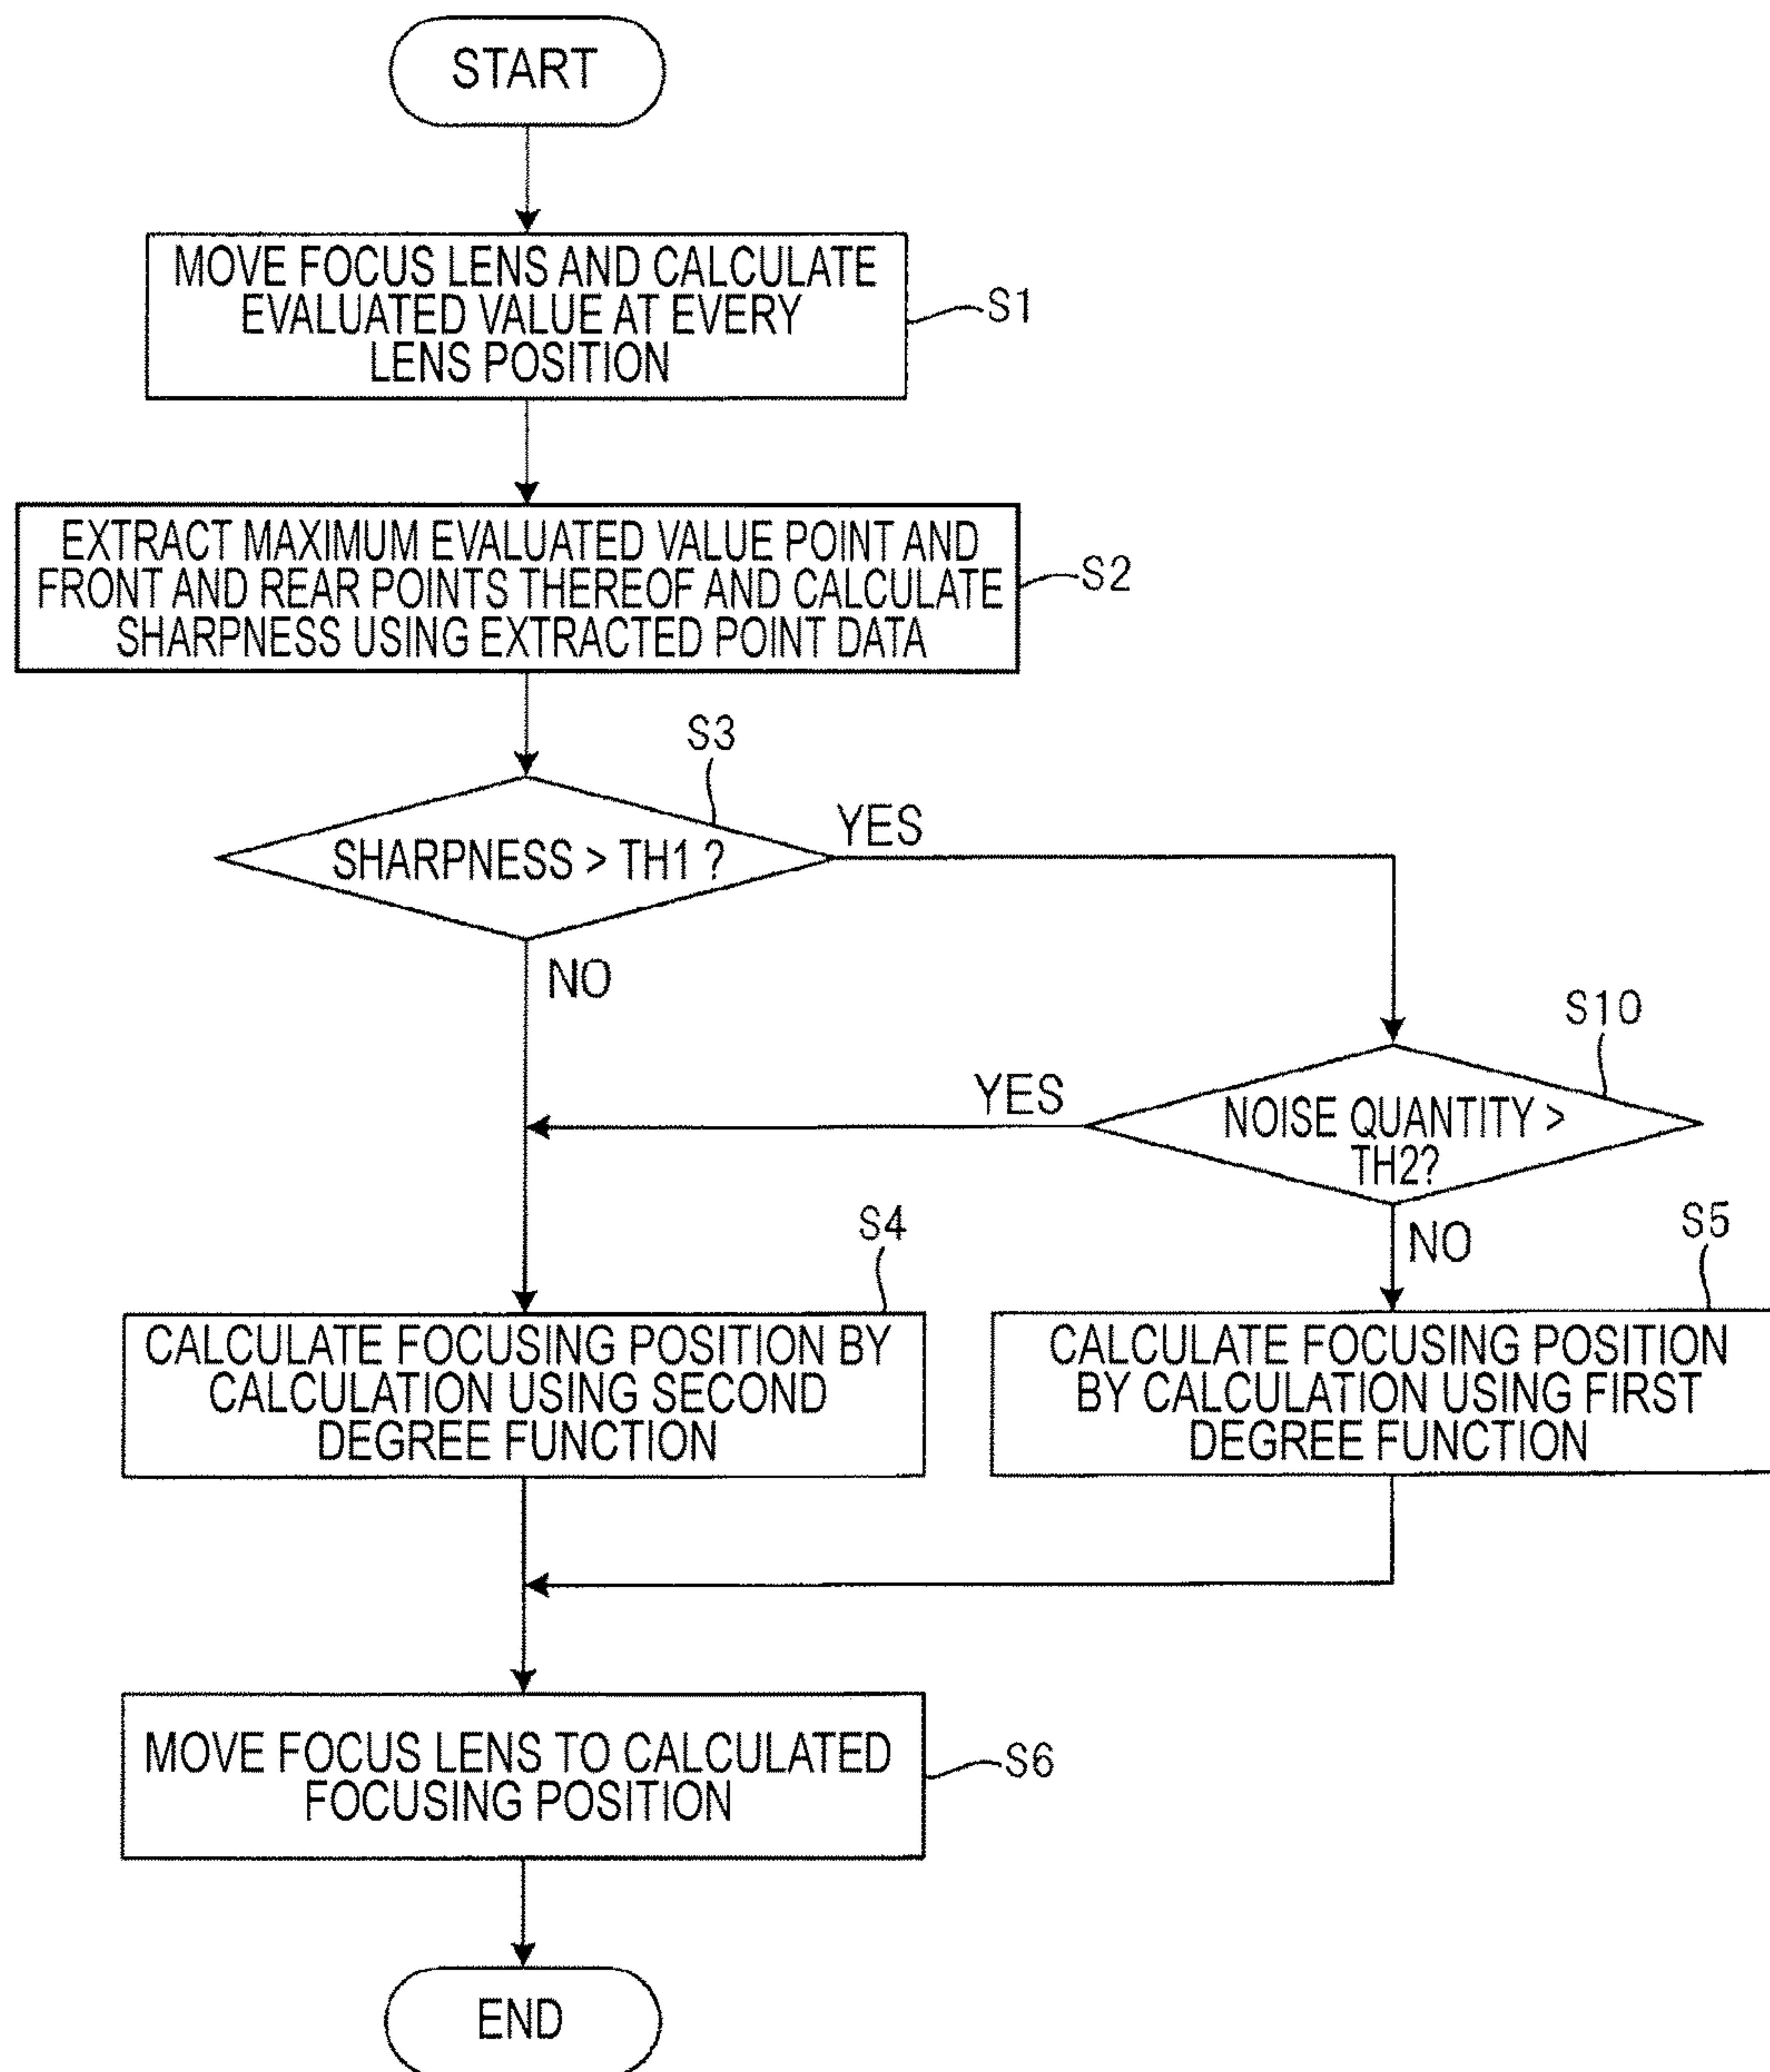 START
MOVE FOCUS LENS AND CALCULATE
EVALUATED VALUE AT EVERY
LENS POSITION
S1
EXTRACT MAXIMUM EVALUATED VALUE POINT AND
FRONT AND REAR POINTS THEREOF AND CALCULATE
SHARPNESS USING EXTRACTED POINT DATA
S2
S3
SHARPNESS > TH1 ?
YES
NO
S10
NOISE QUANTITY >
TH2?
YES
NO
S4
CALCULATE FOCUSING POSITION BY
CALCULATION USING SECOND
DEGREE FUNCTION
S5
CALCULATE FOCUSING POSITION
BY CALCULATION USING FIRST
DEGREE FUNCTION
MOVE FOCUS LENS TO CALCULATED
FOCUSING POSITION
S6
END